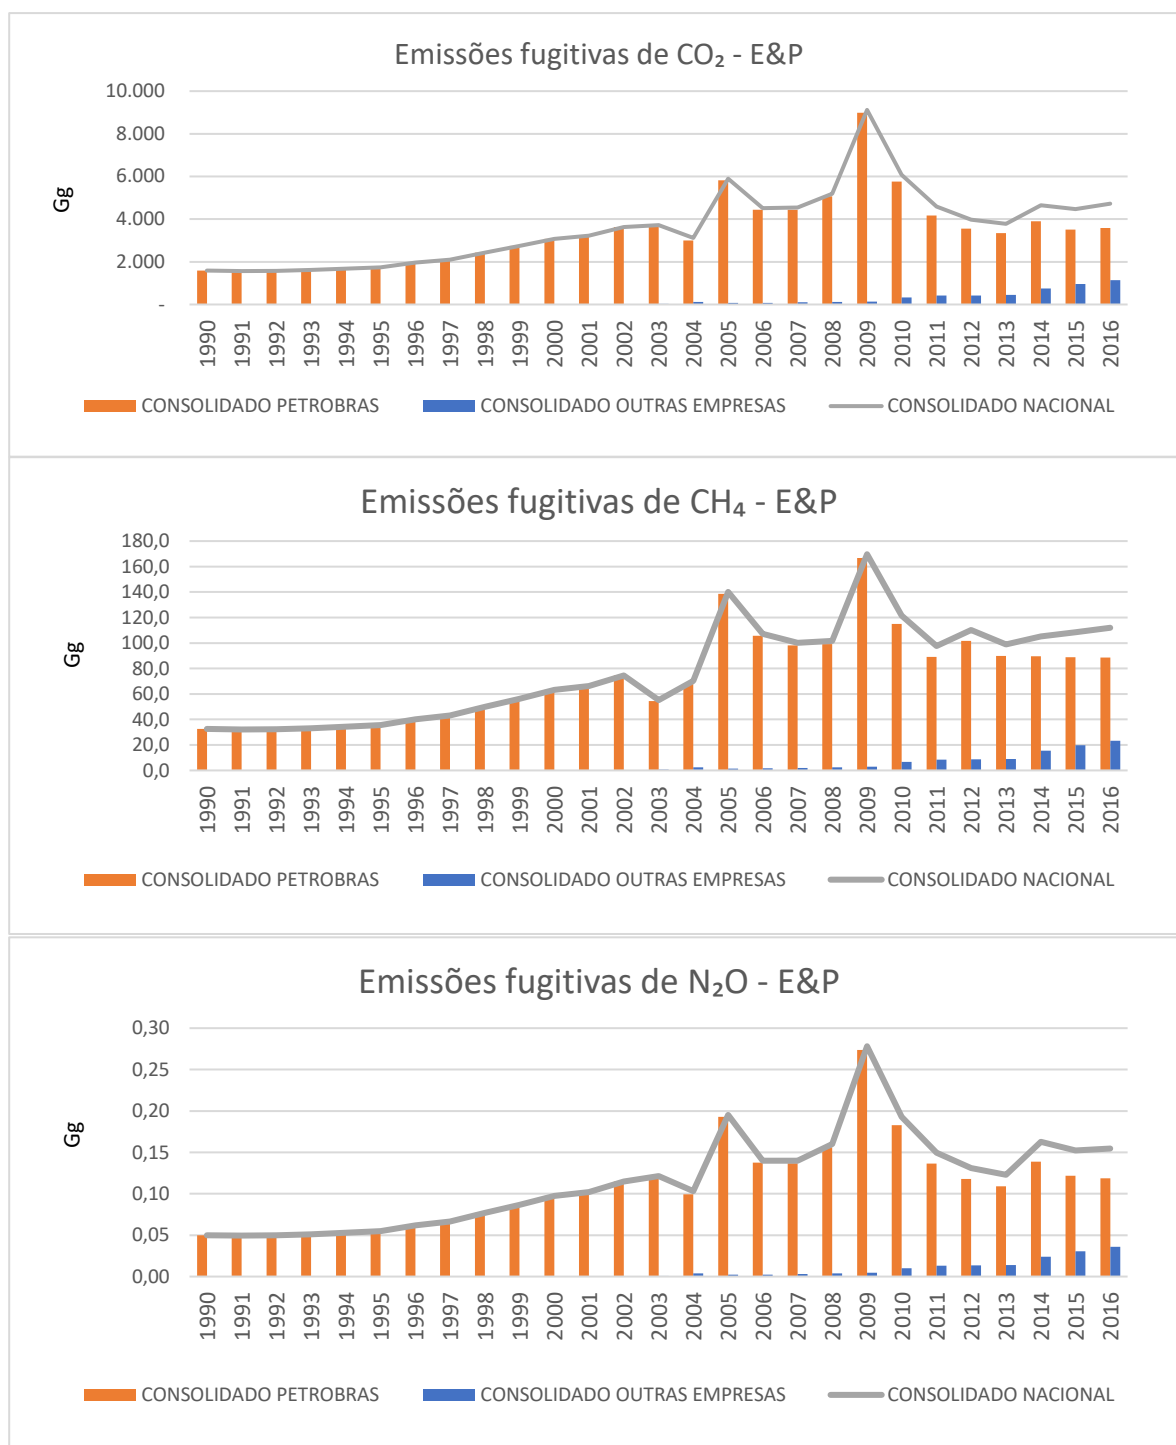 Emissões fugitivas de CO₂ - E&P
10.000
8.000
6.000
4.000
2.000
-
Gg
1990 1991 1992 1993 1994 1995 1996 1997 1998 1999 2000 2001 2002 2003 2004 2005 2006 2007 2008 2009 2010 2011 2012 2013 2014 2015 2016
CONSOLIDADO PETROBRAS CONSOLIDADO OUTRAS EMPRESAS CONSOLIDADO NACIONAL
Emissões fugitivas de CH₄ - E&P
180,0
160,0
140,0
120,0
100,0
80,0
60,0
40,0
20,0
0,0
Gg
1990 1991 1992 1993 1994 1995 1996 1997 1998 1999 2000 2001 2002 2003 2004 2005 2006 2007 2008 2009 2010 2011 2012 2013 2014 2015 2016
CONSOLIDADO PETROBRAS CONSOLIDADO OUTRAS EMPRESAS CONSOLIDADO NACIONAL
Emissões fugitivas de N₂O - E&P
0,30
0,25
0,20
0,15
0,10
0,05
0,00
Gg
1990 1991 1992 1993 1994 1995 1996 1997 1998 1999 2000 2001 2002 2003 2004 2005 2006 2007 2008 2009 2010 2011 2012 2013 2014 2015 2016
CONSOLIDADO PETROBRAS CONSOLIDADO OUTRAS EMPRESAS CONSOLIDADO NACIONAL